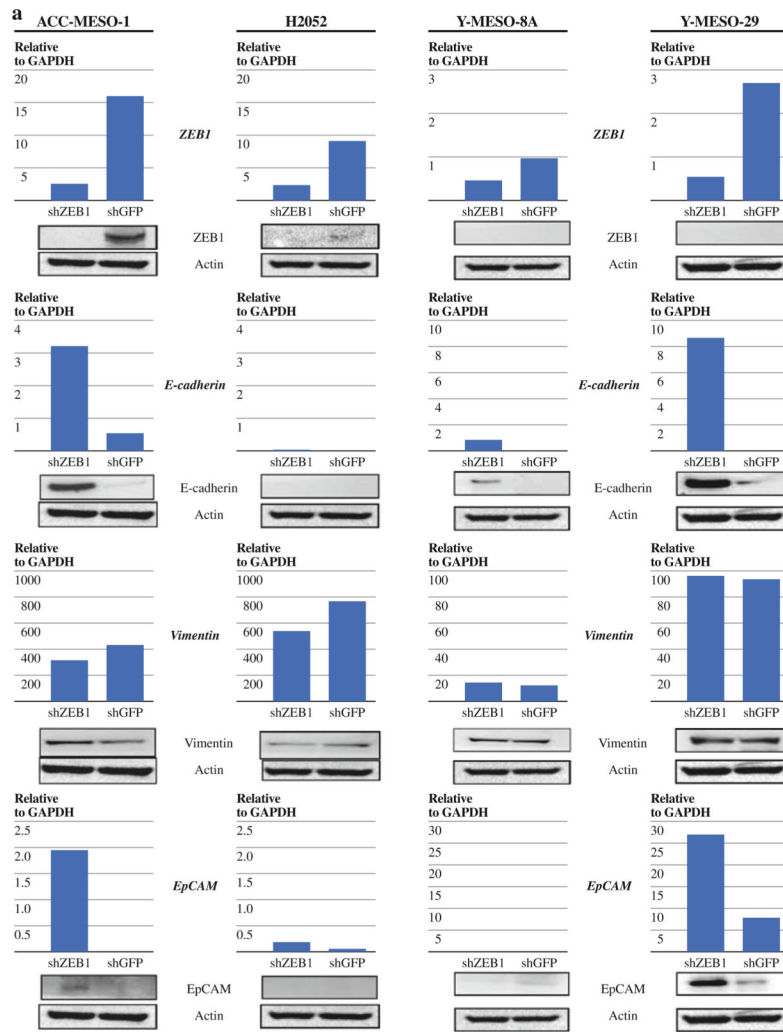 a
ACC-MESO-1 H2052 Y-MESO-8A Y-MESO-29
Relative to GAPDH Relative to GAPDH Relative to GAPDH Relative to GAPDH
20 20 3 3
15 15
2 2
10 ZEB1 10 ZEB1
5 5 1 1
shZEB1 shGFP shZEB1 shGFP shZEB1 shGFP shZEB1 shGFP
ZEB1 ZEB1
Actin Actin
Relative to GAPDH Relative to GAPDH Relative to GAPDH Relative to GAPDH
4 4 10 10
3 3 8 8
2 E-cadherin 2 6 E-cadherin 6
4 4
1 1 2 2
shZEB1 shGFP shZEB1 shGFP shZEB1 shGFP shZEB1 shGFP
E-cadherin E-cadherin
Actin Actin
Relative to GAPDH Relative to GAPDH Relative to GAPDH Relative to GAPDH
1000 1000 100 100
800 800 80 80
600 Vimentin 600 60 Vimentin 60
400 400 40 40
200 200 20 20
shZEB1 shGFP shZEB1 shGFP shZEB1 shGFP shZEB1 shGFP
Vimentin Vimentin
Actin Actin
Relative to GAPDH Relative to GAPDH Relative to GAPDH Relative to GAPDH
2.5 2.5 30 30
2.0 2.0 25 25
1.5 EpCAM 1.5 20 EpCAM 20
15 15
1.0 1.0 10 10
0.5 0.5 5 5
shZEB1 shGFP shZEB1 shGFP shZEB1 shGFP shZEB1 shGFP
EpCAM EpCAM
Actin Actin